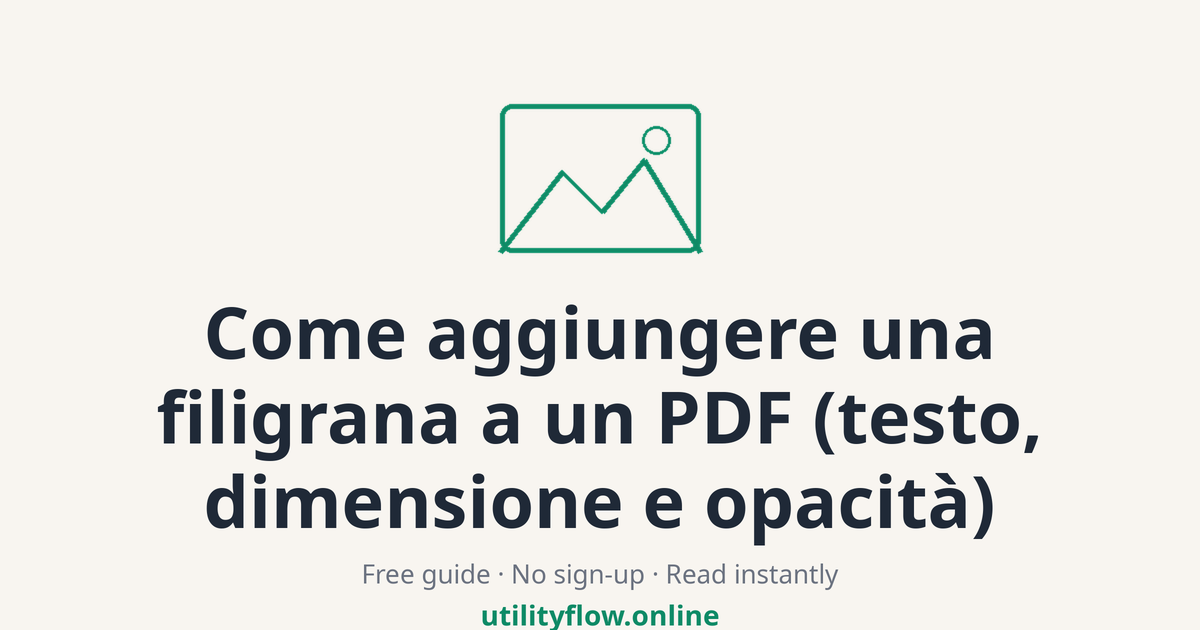 Come aggiungere una
filigrana a un PDF (testo,
dimensione e opacità)
Free guide · No sign-up · Read instantly
utilityflow.online